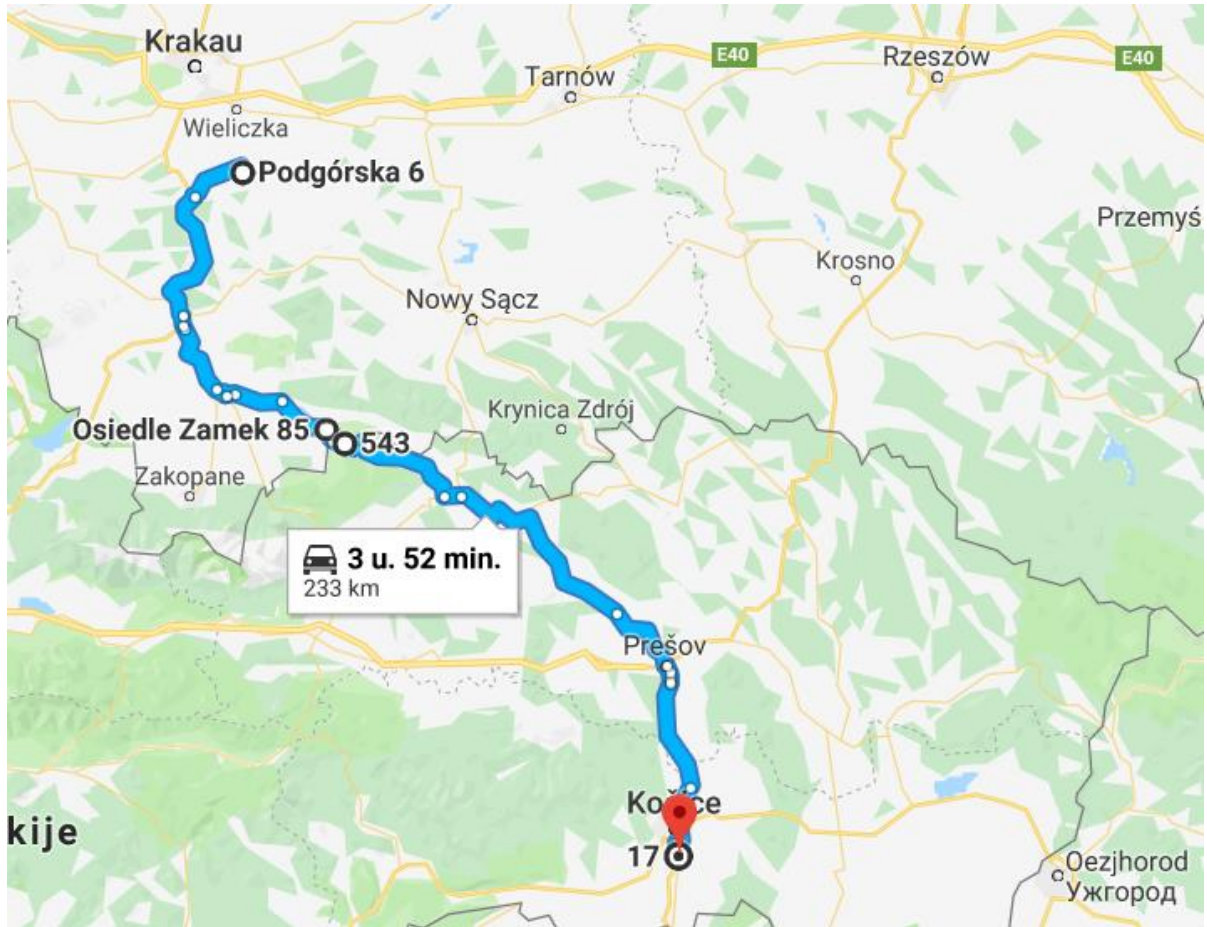 Krakau
E40
Rzeszów
E40
Tarnów
Wieliczka
Podgórska 6
Przemyś
Krosno
Nowy Sącz
Krynica Zdrój
Osiedle Zamek 85
543
Zakopane
3 u. 52 min.
233 km
Prešov
Košice
kije
17
Oezjhorod
Ужгород